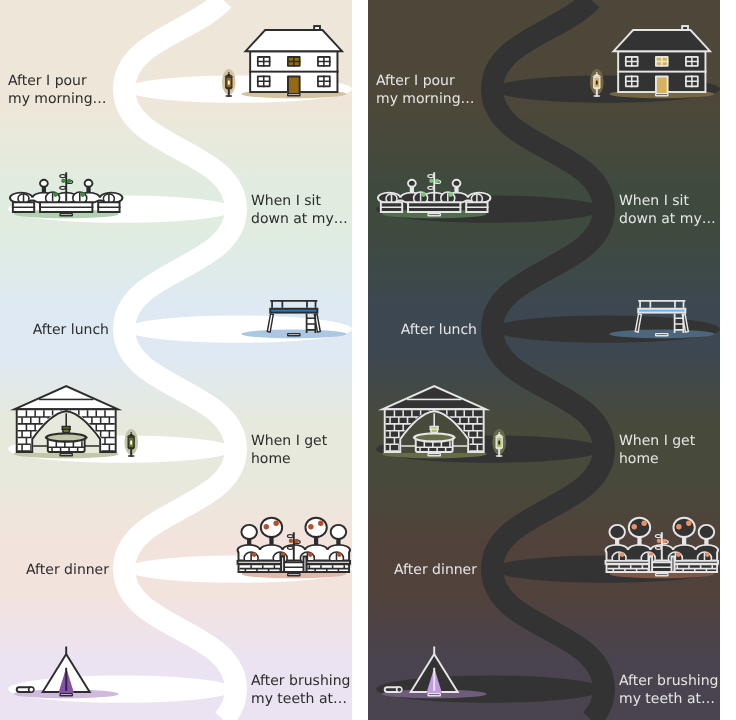 After I pour
my morning…
When I sit
down at my…
After lunch
When I get
home
After dinner
After brushing
my teeth at…
After I pour
my morning…
When I sit
down at my…
After lunch
When I get
home
After dinner
After brushing
my teeth at…